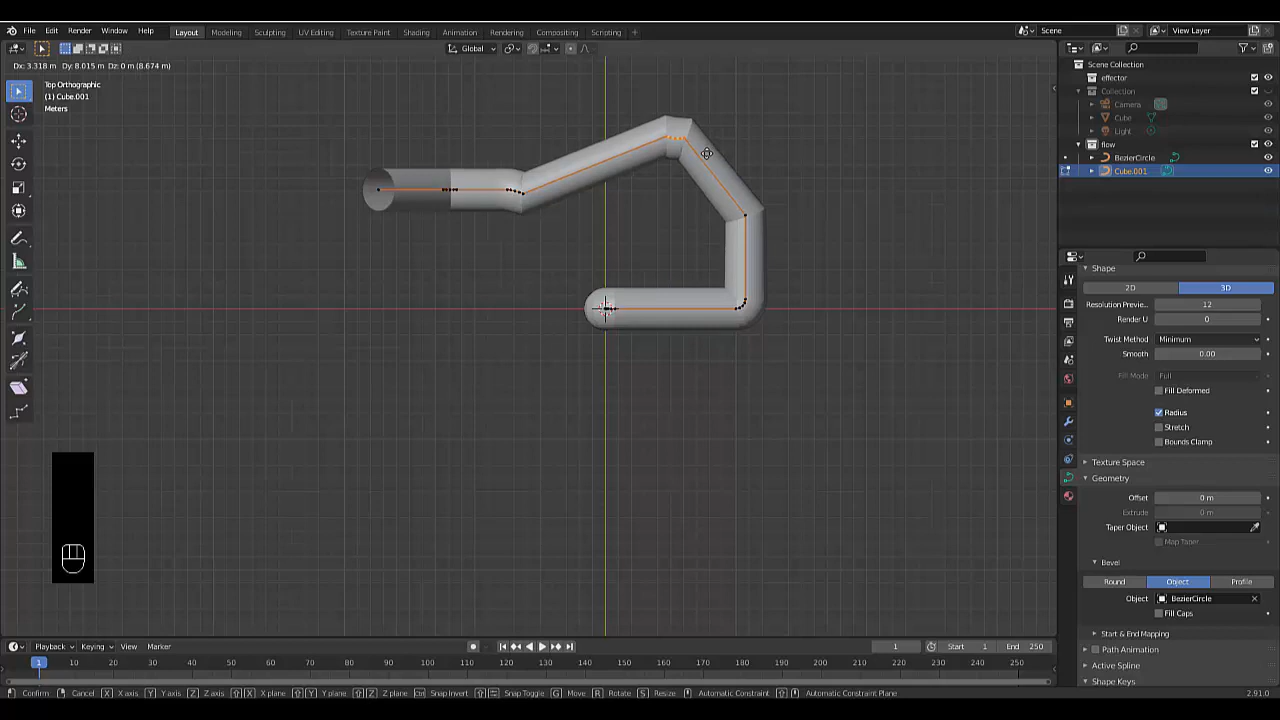 File Edit Render Window Help Layout Modeling Sculpting UV Editing Texture Paint Shading Animation Rendering Compositing Scripting + Scene View Layer
Global
Dx: 3.318 m Dy: 8.015 m Dz: 0 m (8.674 m)
Top Orthographic
(1) Cube.001
Meters
Scene Collection
effector
Collection
Camera
Cube
Light
flow
BezierCircle
Cube.001
Shape
2D 3D
Resolution Previe... 12
Render U 0
Twist Method Minimum
Smooth 0.00
Fill Mode Full
Fill Deformed
Radius
Stretch
Bounds Clamp
Texture Space
Geometry
Offset 0 m
Extrude 0 m
Taper Object
Map Taper
Bevel
Round Object Profile
Object BezierCircle
Fill Caps
Start & End Mapping
Path Animation
Active Spline
Shape Keys
Playback Keying View Marker 1 Start 1 End 250
1 10 20 30 40 50 60 70 80 90 100 110 120 130 140 150 160 170 180 190 200 210 220 230 240 250
Confirm Cancel X X axis Y Y axis Z Z axis X X plane Y Y plane Z Z plane Snap Invert Snap Toggle G Move R Rotate S Resize Automatic Constraint Automatic Constraint Plane 2.91.0